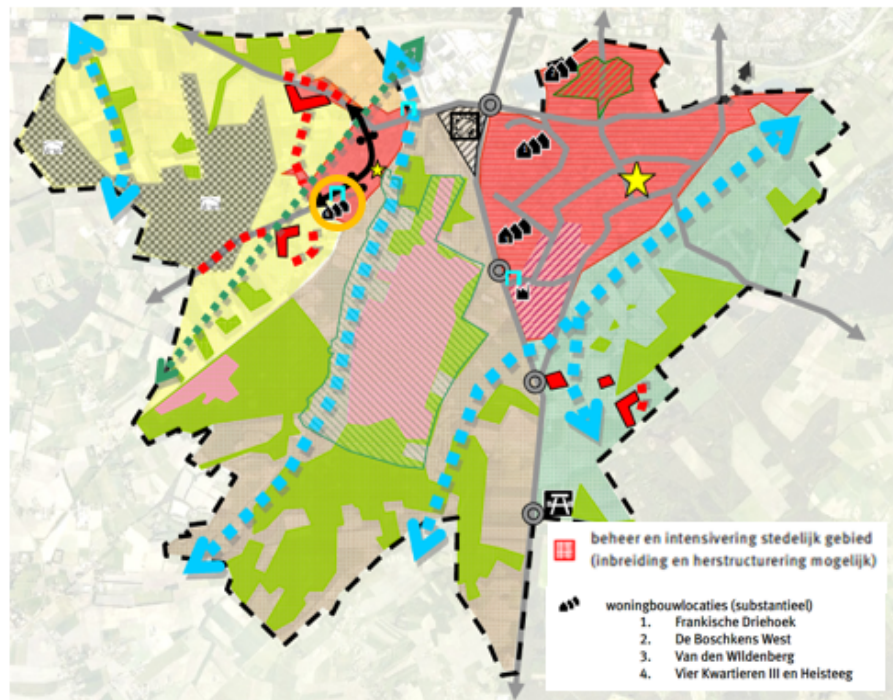 beheer en intensivering stedelijk gebied
(inbreiding en herstructurering mogelijk)
woningbouwlocaties (substantieel)
1. Frankische Driehoek
2. De Boschkens West
3. Van den WIldenberg
4. Vier Kwartieren III en Heisteeg